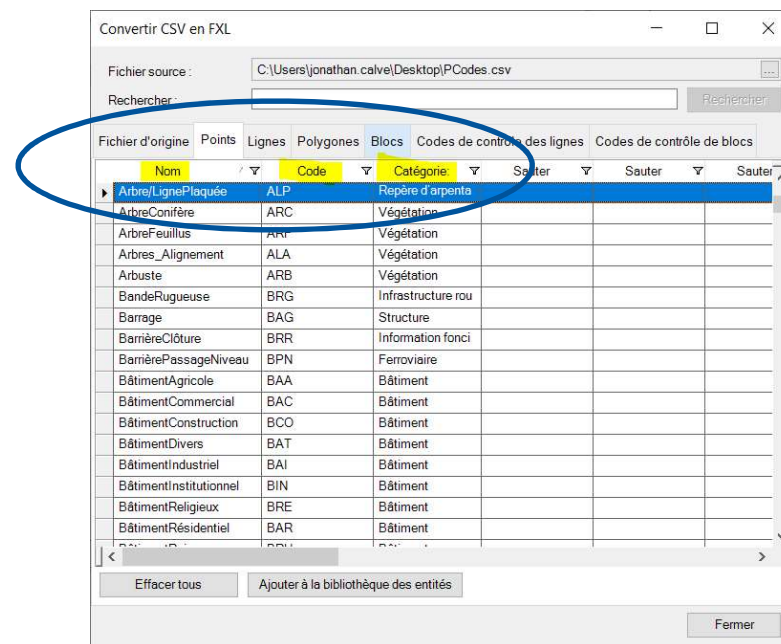 Convertir CSV en FXL
Fichier source : C:\Users\jonathan.calve\Desktop\PCodes.csv ...
Rechercher : Rechercher
Fichier d'origine Points Lignes Polygones Blocs Codes de contrôle des lignes Codes de contrôle de blocs
Nom Code Catégorie: Sauter Sauter Sauter
Arbre/LignePlaquée ALP Repère d'arpenta
ArbreConifère ARC Végétation
ArbreFeuillus ARF Végétation
Arbres_Alignement ALA Végétation
Arbuste ARB Végétation
BandeRugueuse BRG Infrastructure rou
Barrage BAG Structure
BarrièreClôture BRR Information fonci
BarrièrePassageNiveau BPN Ferroviaire
BâtimentAgricole BAA Bâtiment
BâtimentCommercial BAC Bâtiment
BâtimentConstruction BCO Bâtiment
BâtimentDivers BAT Bâtiment
BâtimentIndustriel BAI Bâtiment
BâtimentInstitutionnel BIN Bâtiment
BâtimentReligieux BRE Bâtiment
BâtimentRésidentiel BAR Bâtiment
Effacer tous Ajouter à la bibliothèque des entités
Fermer